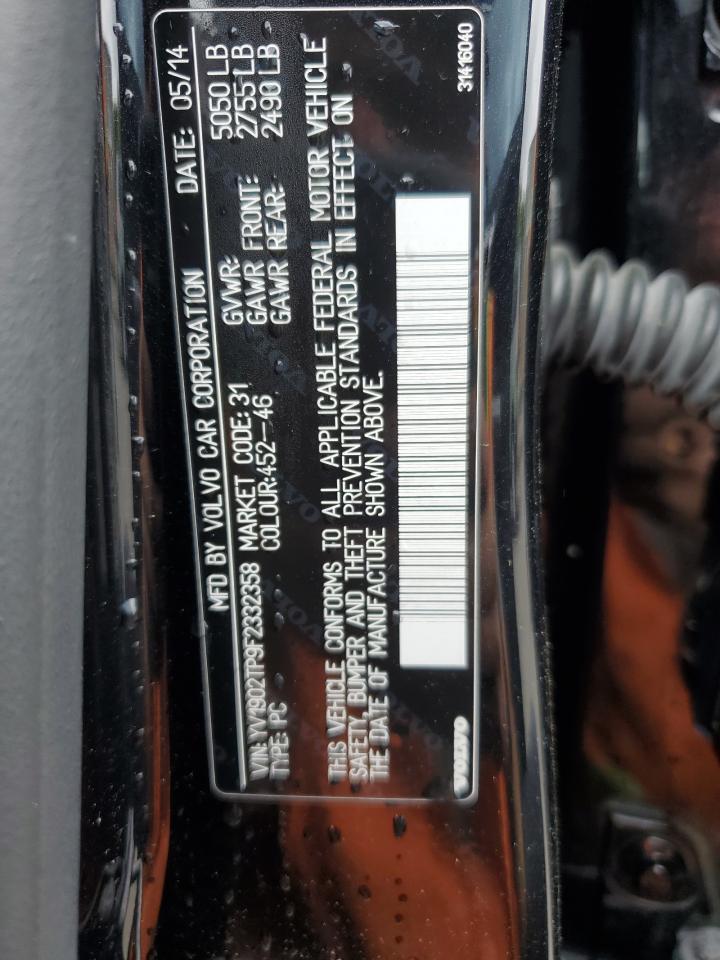 MFD BY VOLVO CAR CORPORATION DATE: 05/14
VIN: YV19021TP9F2332358 MARKET CODE: 31 GVWR: 5050 LB
TYPE: PC COLOUR:452-46 GAWR FRONT: 2755 LB
GAWR REAR: 2490 LB
THIS VEHICLE CONFORMS TO ALL APPLICABLE FEDERAL MOTOR VEHICLE
SAFETY, BUMPER AND THEFT PREVENTION STANDARDS IN EFFECT ON
THE DATE OF MANUFACTURE SHOWN ABOVE.
VOLVO
31416040